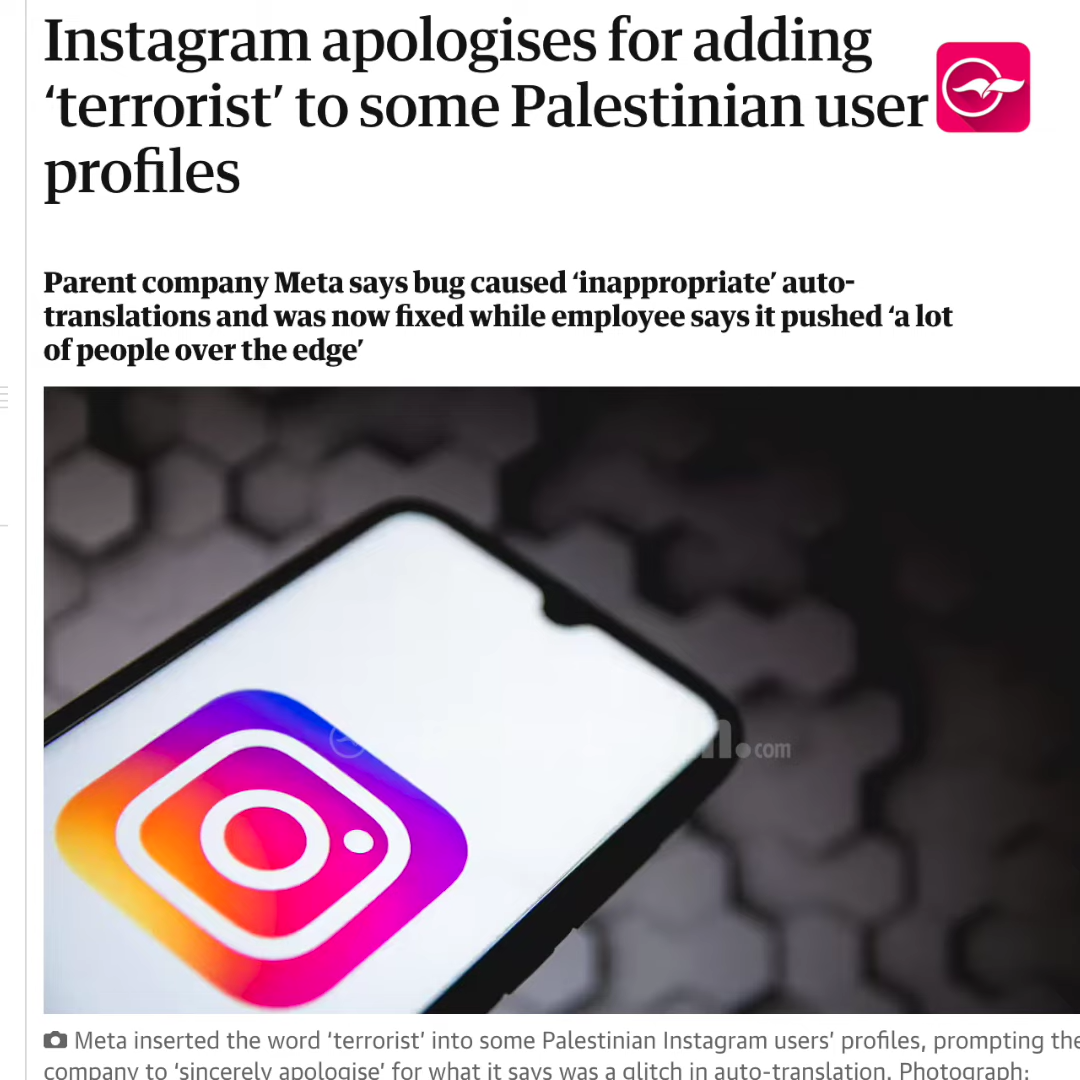 Instagram apologises for adding
‘terrorist’ to some Palestinian user
profiles
Parent company Meta says bug caused ‘inappropriate’ auto-
translations and was now fixed while employee says it pushed ‘a lot
of people over the edge’
.com
Meta inserted the word ‘terrorist’ into some Palestinian Instagram users’ profiles, prompting the
company to ‘sincerely apologise’ for what it says was a glitch in auto-translation. Photograph: